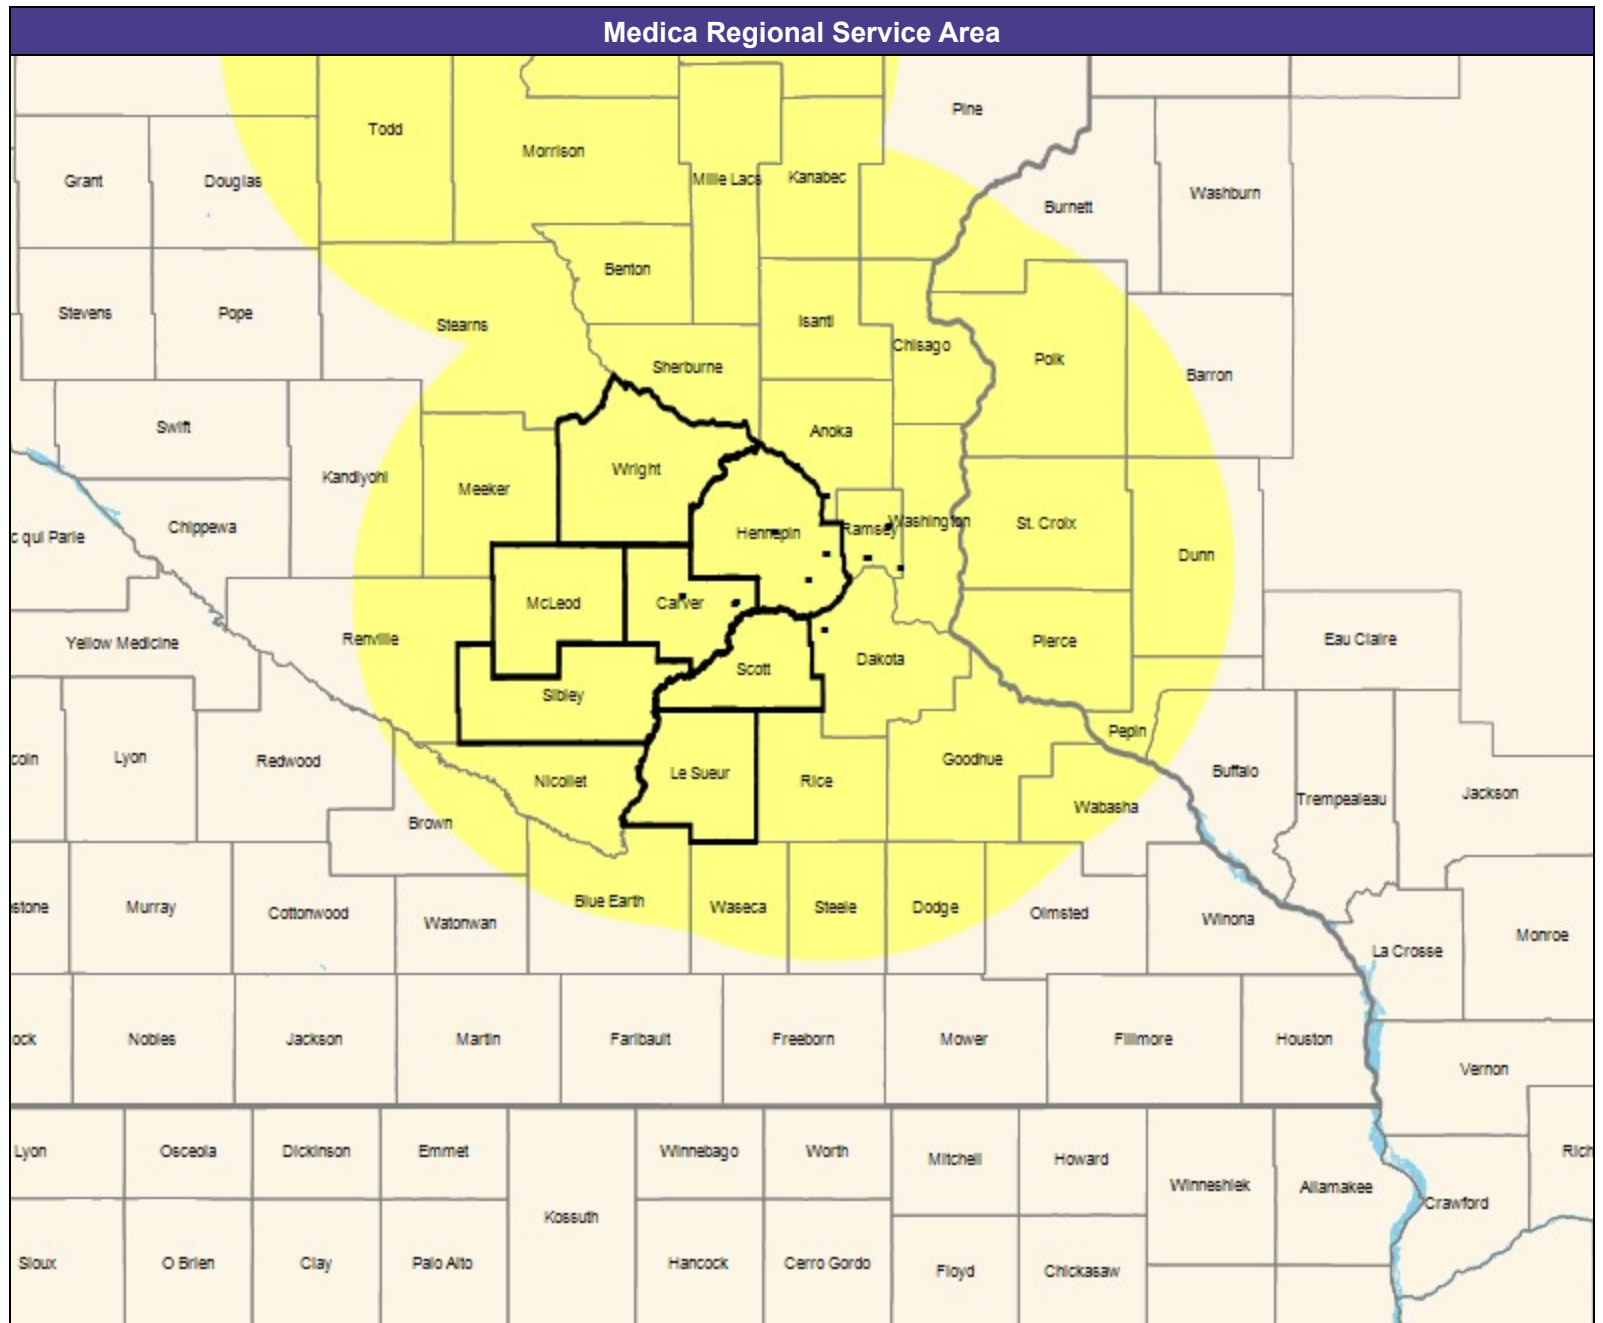 Medica Regional Service Area
Pine
Todd
Morrison
Grant
Douglas
Mille Lacs
Kanabec
Burnett
Washburn
Benton
Stevens
Pope
Stearns
Isanti
Chisago
Polk
Barron
Sherburne
Swift
Anoka
Kandiyohi
Wright
Meeker
Chippewa
c qui Parle
Hennepin
Ramsey
Washington
St. Croix
Dunn
McLeod
Carver
Yellow Medicine
Renville
Scott
Dakota
Pierce
Eau Claire
Sibley
coln
Lyon
Redwood
Nicollet
Le Sueur
Rice
Goodhue
Pepin
Buffalo
Trempealeau
Jackson
Brown
Wabasha
stone
Murray
Cottonwood
Watonwan
Blue Earth
Waseca
Steele
Dodge
Olmsted
Winona
La Crosse
Monroe
ock
Nobles
Jackson
Martin
Faribault
Freeborn
Mower
Fillmore
Houston
Vernon
Lyon
Osceola
Dickinson
Emmet
Winnebago
Worth
Mitchell
Howard
Winneshiek
Allamakee
Crawford
Rich
Kossuth
Sioux
O Brien
Clay
Palo Alto
Hancock
Cerro Gordo
Floyd
Chickasaw